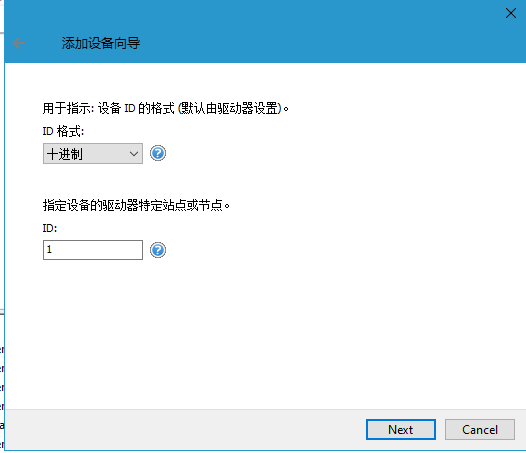 添加设备向导
用于指示: 设备 ID 的格式 (默认由驱动器设置)。
ID 格式:
十进制
指定设备的驱动器特定站点或节点。
ID:
1
Next
Cancel